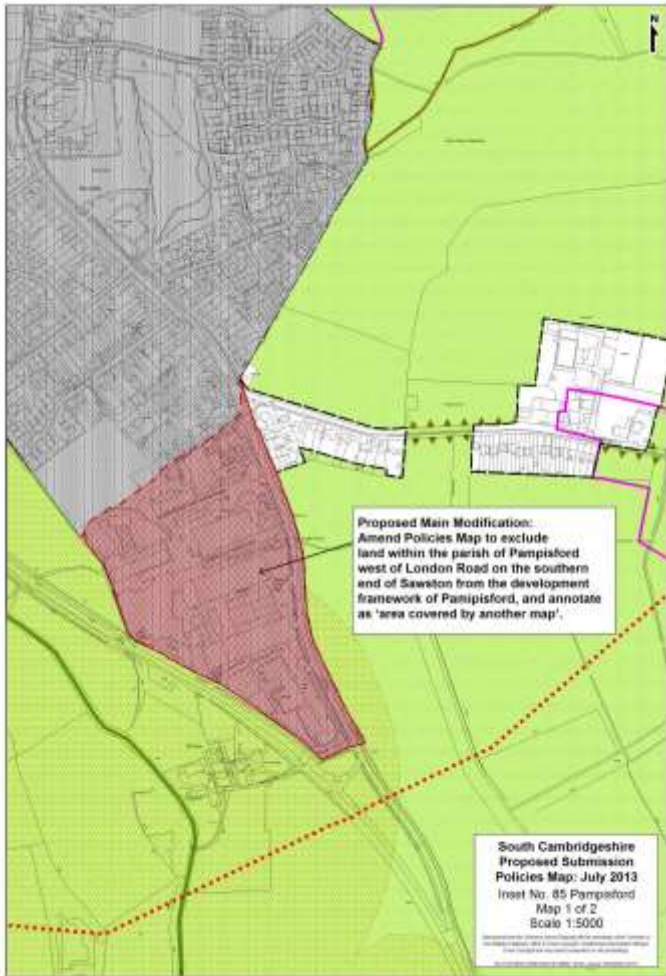 N
Proposed Main Modification:
Amend Policies Map to exclude
land within the parish of Pampisford
west of London Road on the southern
end of Sawston from the development
framework of Pamipisford, and annotate
as 'area covered by another map'.
South Cambridgeshire
Proposed Submission
Policies Map: July 2013
Inset No. 85 Pampisford
Map 1 of 2
Scale 1:5000